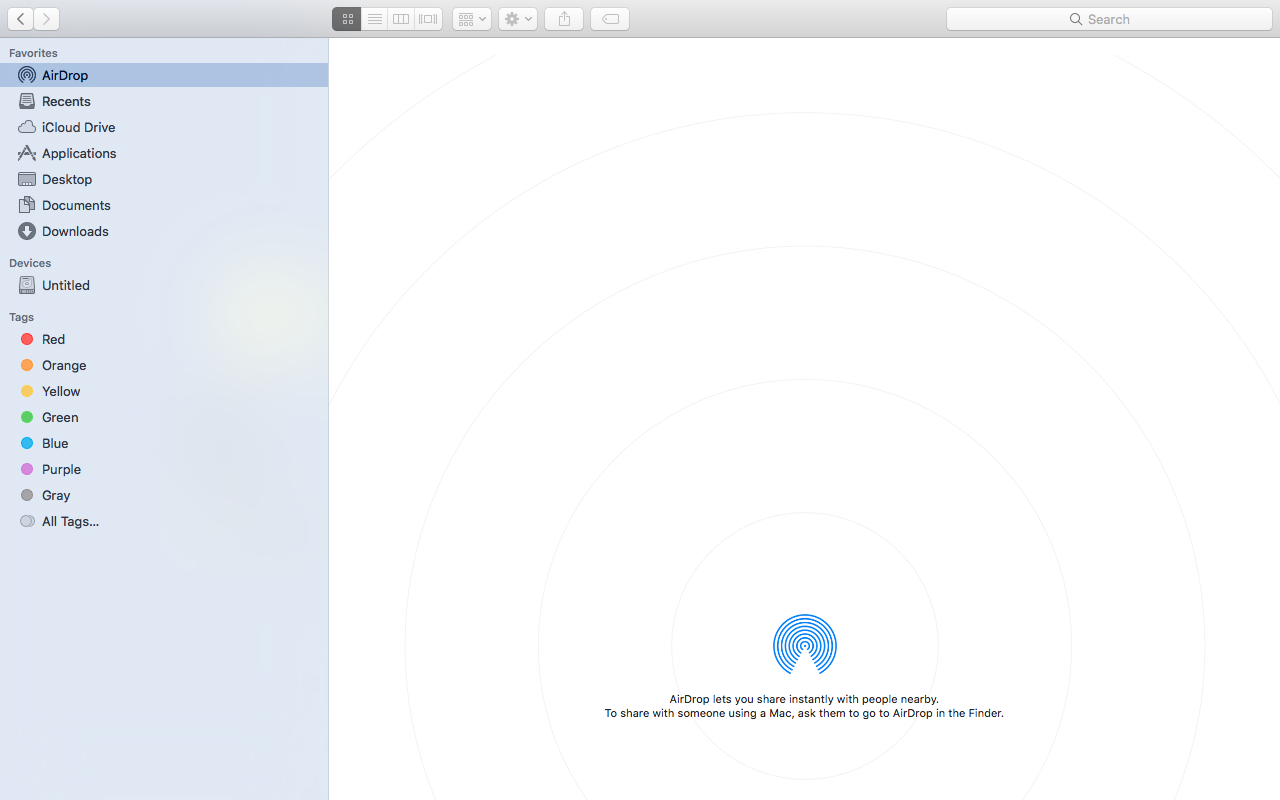 Search
Favorites
AirDrop
Recents
iCloud Drive
Applications
Desktop
Documents
Downloads
Devices
Untitled
Tags
Red
Orange
Yellow
Green
Blue
Purple
Gray
All Tags...
AirDrop lets you share instantly with people nearby.
To share with someone using a Mac, ask them to go to AirDrop in the Finder.